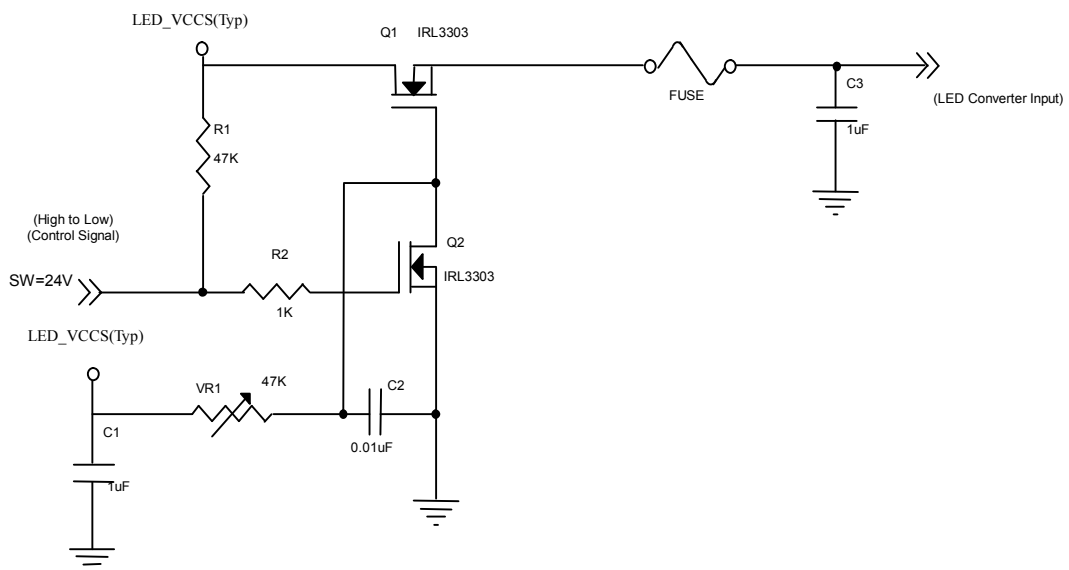 LED_VCCS(Typ)
Q1 IRL3303
FUSE
C3
1uF
(LED Converter Input)
R1
47K
(High to Low)
(Control Signal)
SW=24V
R2
1K
Q2
IRL3303
LED_VCCS(Typ)
VR1
47K
C2
0.01uF
C1
1uF